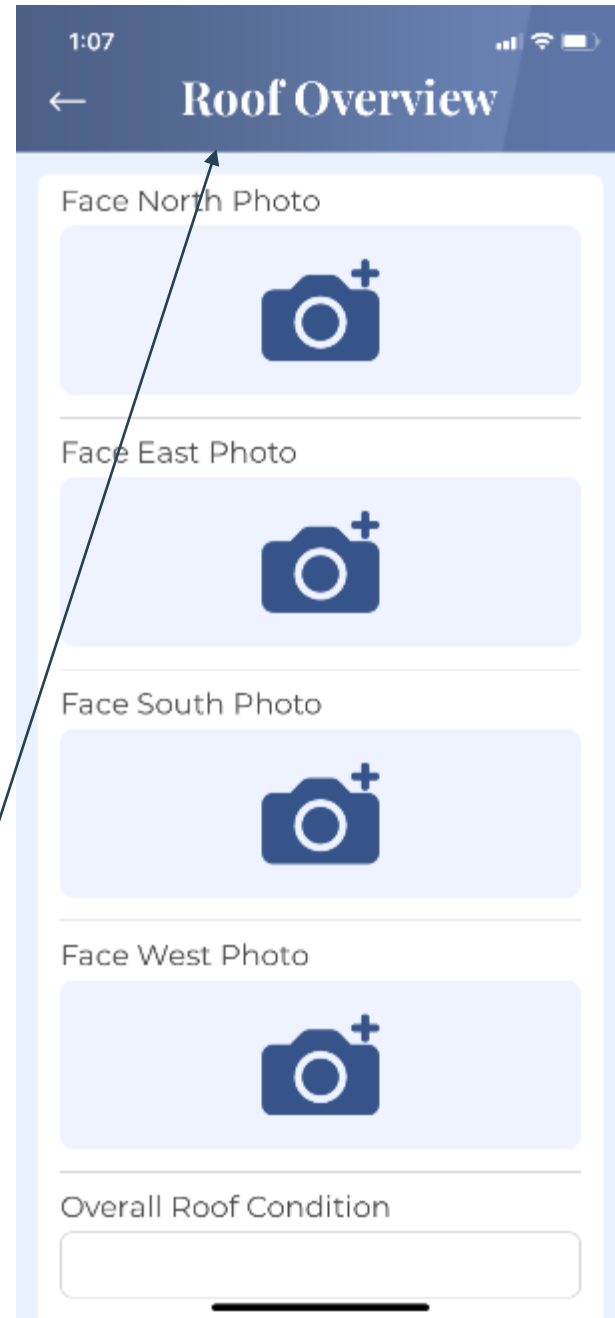 1:07
Roof Overview
Face North Photo
Face East Photo
Face South Photo
Face West Photo
Overall Roof Condition